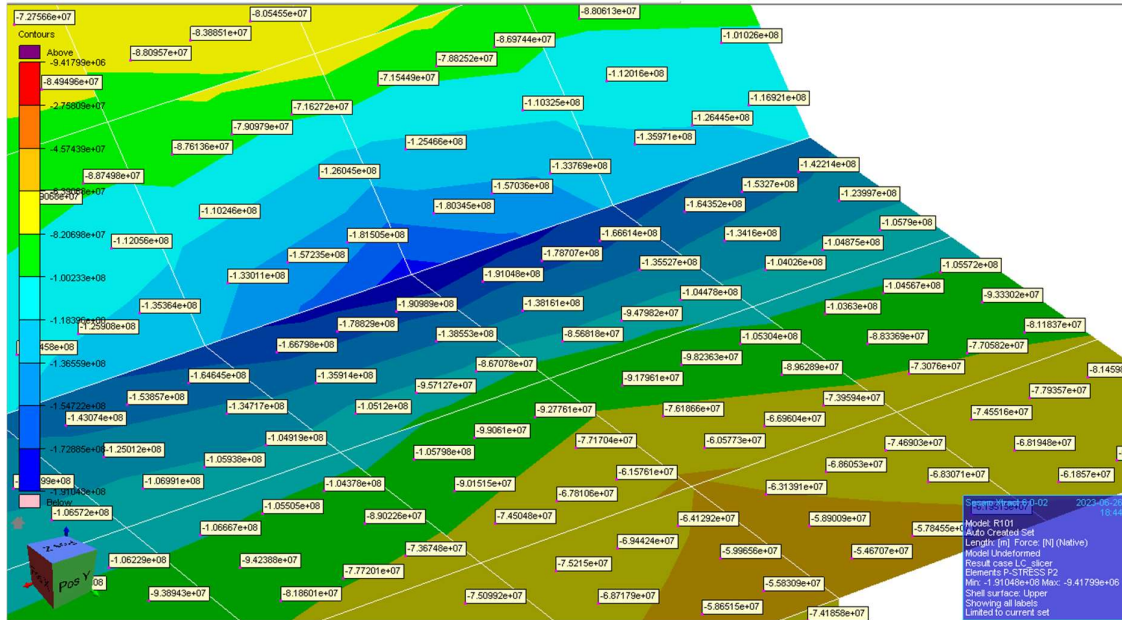 -7.27566e+07
-8.05455e+07
-8.80613e+07
Contours
-8.38851e+07
-1.01026e+08
-8.69744e+07
-8.80957e+07
Above
-7.88252e+07
-9.41799e+06
-1.12016e+08
-7.15449e+07
-8.49496e+07
-1.16921e+08
-2.75809e+07
-7.16272e+07
-1.10325e+08
-1.26445e+08
-7.90979e+07
-1.35971e+08
-4.57439e+07
-8.76136e+07
-1.25466e+08
-1.33769e+08
-1.42214e+08
-8.87498e+07
-1.26045e+08
-1.57036e+08
-1.5327e+08
-1.23997e+08
-1.80345e+08
-1.64352e+08
-1.10246e+08
-1.0579e+08
-8.20698e+07
-1.81505e+08
-1.66614e+08
-1.3416e+08
-1.12056e+08
-1.04875e+08
-1.57235e+08
-1.78707e+08
-1.35527e+08
-1.04026e+08
-1.05572e+08
-1.33011e+08
-1.91048e+08
-1.00233e+08
-1.04567e+08
-1.04478e+08
-9.33302e+07
-1.35364e+08
-1.90989e+08
-1.38161e+08
-1.0363e+08
-9.47982e+07
-1.18396e+08
-1.25908e+08
-1.78829e+08
-8.11837e+07
-1.38553e+08
-8.56818e+07
-1.05304e+08
-8.83369e+07
-1.66798e+08
-7.70582e+07
-9.82363e+07
-1.36559e+08
-8.67078e+07
-8.96289e+07
-7.3076e+07
-1.64645e+08
-1.35914e+08
-9.17961e+07
-9.57127e+07
-7.79357e+07
-1.53857e+08
-7.39594e+07
-1.54722e+08
-1.34717e+08
-1.0512e+08
-9.27761e+07
-7.61866e+07
-7.45516e+07
-1.43074e+08
-6.69604e+07
-9.9061e+07
-1.04919e+08
-7.71704e+07
-6.05773e+07
-7.46903e+07
-6.81948e+07
-1.72885e+08
-1.25012e+08
-1.05798e+08
-1.05938e+08
-6.86053e+07
-6.15761e+07
-6.83071e+07
-6.1857e+07
-1.06991e+08
-1.04378e+08
-9.01515e+07
-6.31391e+07
-1.91048e+08
-6.78106e+07
Below
-1.05505e+08
-6.19515e+07
-1.06572e+08
-8.90226e+07
-7.45048e+07
-6.41292e+07
-5.89009e+07
-5.78455e+07
-1.06667e+08
-6.94424e+07
-7.36748e+07
-5.99656e+07
-5.46707e+07
-1.06229e+08
-9.42388e+07
-7.5215e+07
-7.77201e+07
-5.58309e+07
-9.38943e+07
-8.18601e+07
-7.50992e+07
-6.87179e+07
-5.86515e+07
-7.41858e+07
Pos Y
Sesam Xtract 6.0-02
Model: R101
Auto Created Set
Length: [m] Force: [N] (Native)
Model Undeformed
Result case LC_slicer
Elements P-STRESS P2
Min: -1.91048e+08 Max: -9.41799e+06
Shell surface: Upper
Showing all labels
Limited to current set